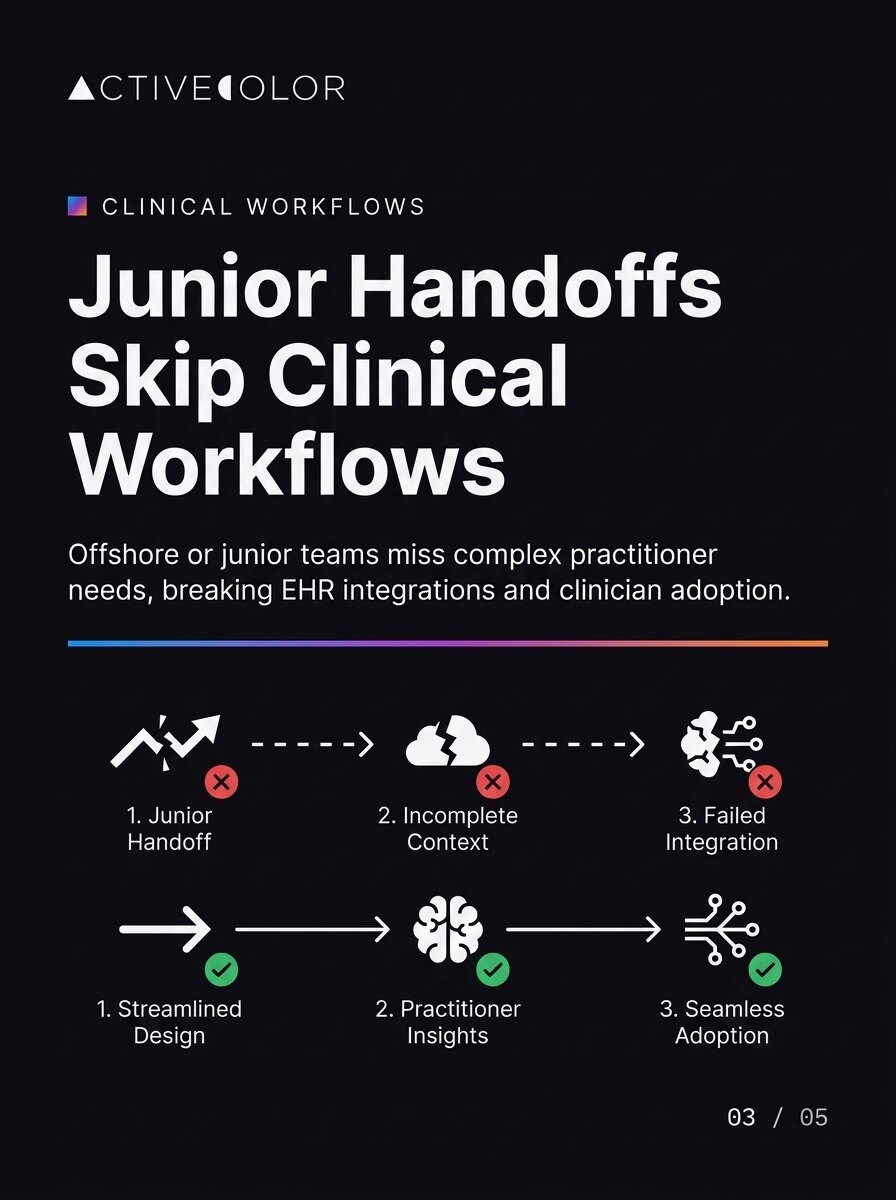 ACTIVECOLOR
CLINICAL WORKFLOWS
Junior Handoffs
Skip Clinical
Workflows
Offshore or junior teams miss complex practitioner
needs, breaking EHR integrations and clinician adoption.
1. Junior
Handoff
2. Incomplete
Context
3. Failed
Integration
1. Streamlined
Design
2. Practitioner
Insights
3. Seamless
Adoption
03 / 05